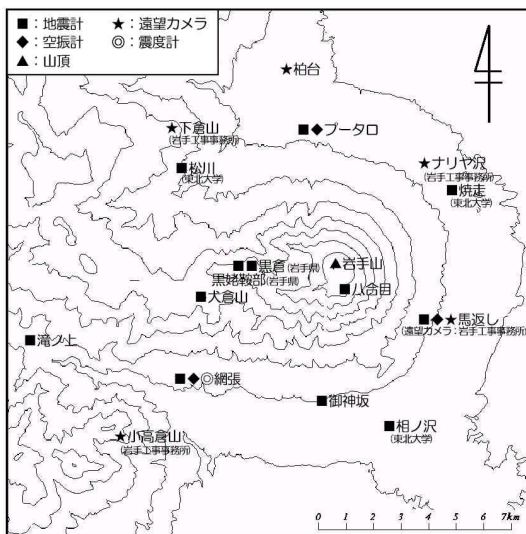 ■：地震計 ★：遠望カメラ
◆：空振計 ◎：震度計
▲：山頂
★柏台
★下倉山
(岩手工事事務所)
■◆ブータロ
■松川
(東北大学)
★ナリヤ沢
(岩手工事事務所)
■焼走
(東北大学)
■■黒倉(岩手県)
黒姥鞍部(岩手県)
▲岩手山
■八合目
■犬倉山
■◆★馬返し
(遠望カメラ：岩手工事事務所)
■滝ノ上
■◆◎網張
■御神坂
■相ノ沢
(東北大学)
★小高倉山
(岩手工事事務所)
0 1 2 3 4 5 6 7km